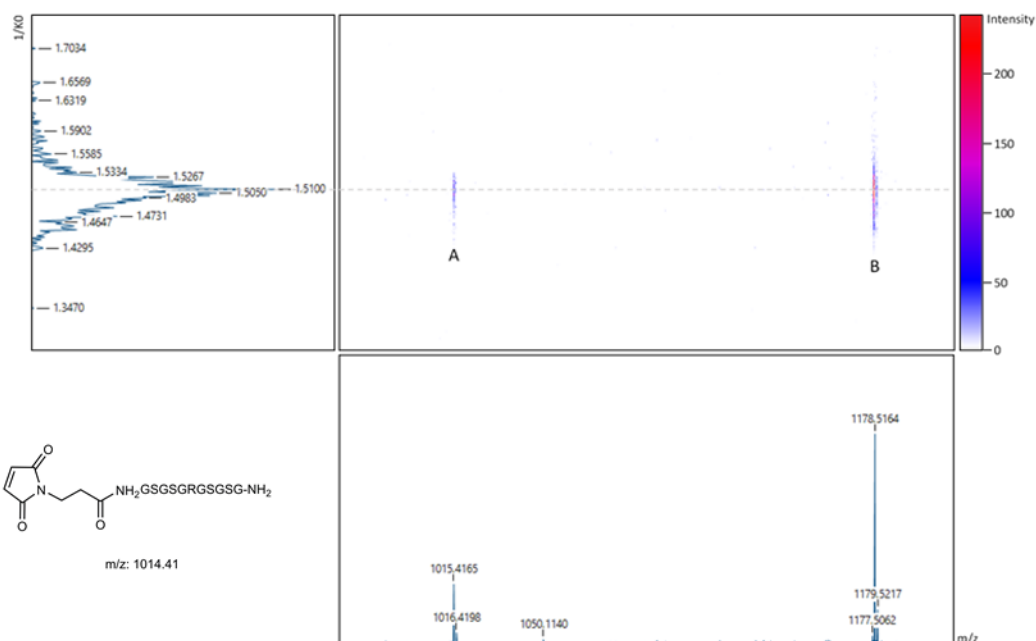 1/K0
1.7034
1.6569
1.6319
1.5902
1.5585
1.5334
1.5267
1.5100
1.5050
1.4983
1.4731
1.4647
1.4295
1.3470
A
B
Intensity
200
150
100
50
0
O
N
O
O
NH2GSGSGRGSGSG-NH2
m/z: 1014.41
1178.5164
1015.4165
1179.5217
1016.4198
1177.5062
1050.1140
m/z